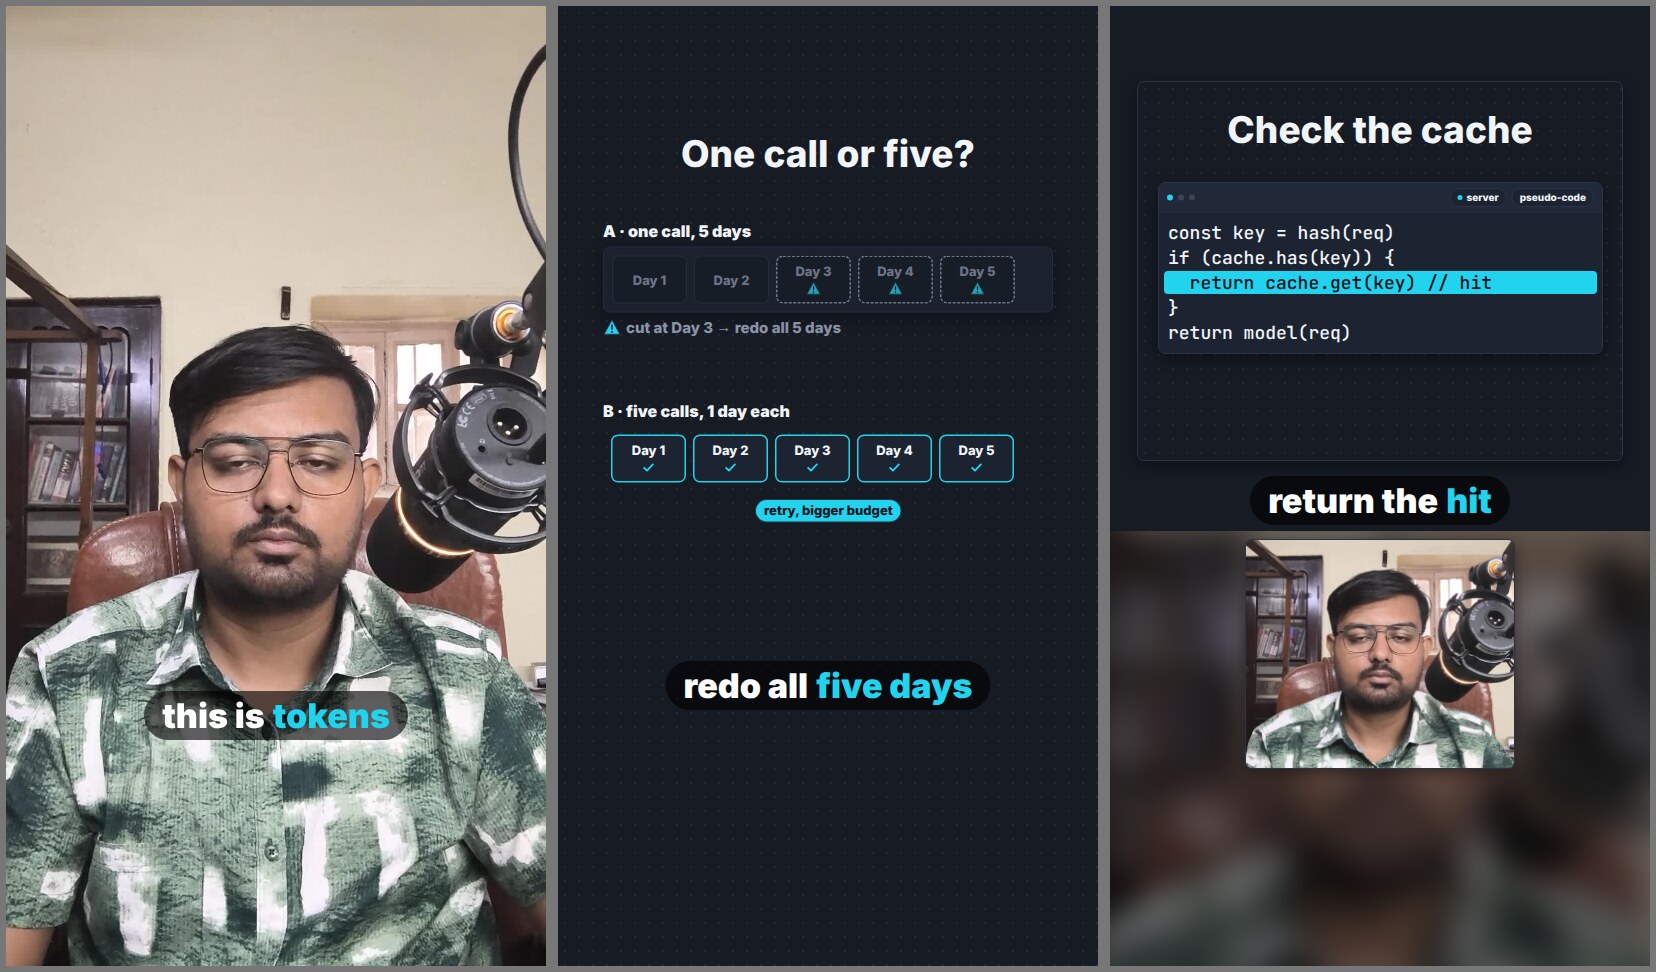 this is tokens
One call or five?
A · one call, 5 days
Day 1 Day 2 Day 3 Day 4 Day 5
cut at Day 3 → redo all 5 days
B · five calls, 1 day each
Day 1 Day 2 Day 3 Day 4 Day 5
retry, bigger budget
redo all five days
Check the cache
server pseudo-code
const key = hash(req)
if (cache.has(key)) {
return cache.get(key) // hit
}
return model(req)
return the hit